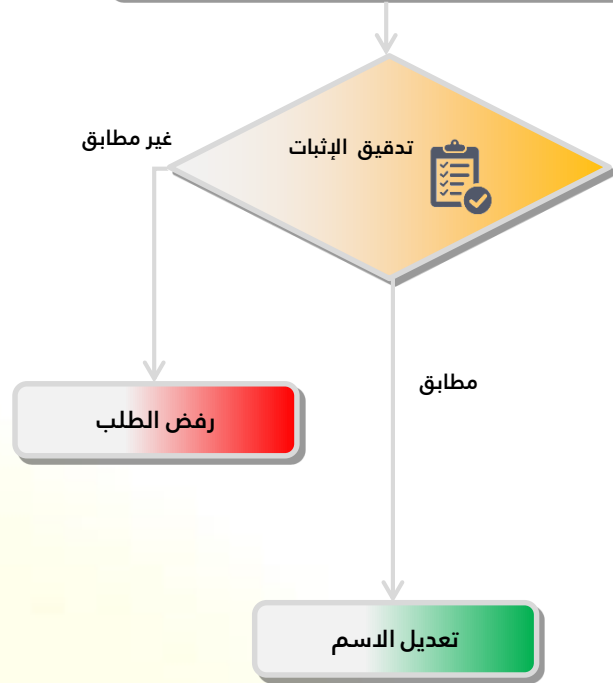 غير مطابق
تدقيق الإثبات
مطابق
رفض الطلب
تعديل الاسم